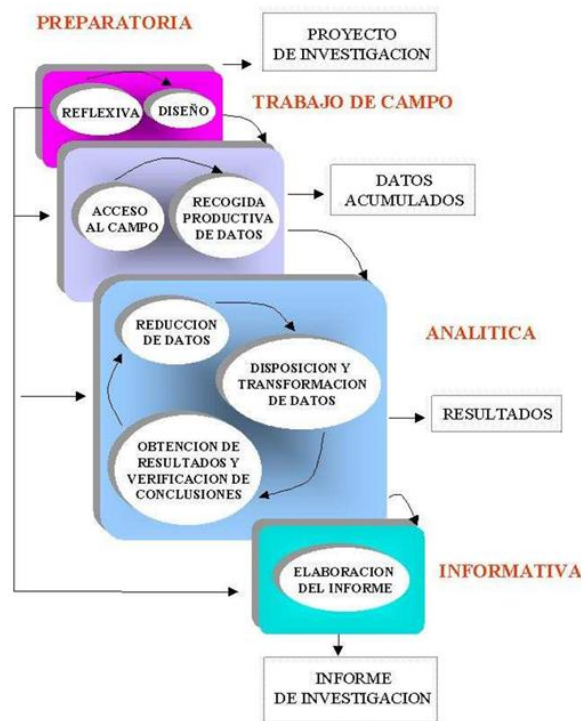 PREPARATORIA
PROYECTO
DE INVESTIGACION
REFLEXIVA
DISEÑO
TRABAJO DE CAMPO
ACCESO
AL CAMPO
RECOGIDA
PRODUCTIVA
DE DATOS
DATOS
ACUMULADOS
REDUCCION
DE DATOS
ANALITICA
DISPOSICION Y
TRANSFORMACION
DE DATOS
OBTENCION DE
RESULTADOS Y
VERIFICACION DE
CONCLUSIONES
RESULTADOS
ELABORACION
DEL INFORME
INFORMATIVA
INFORME
DE INVESTIGACION